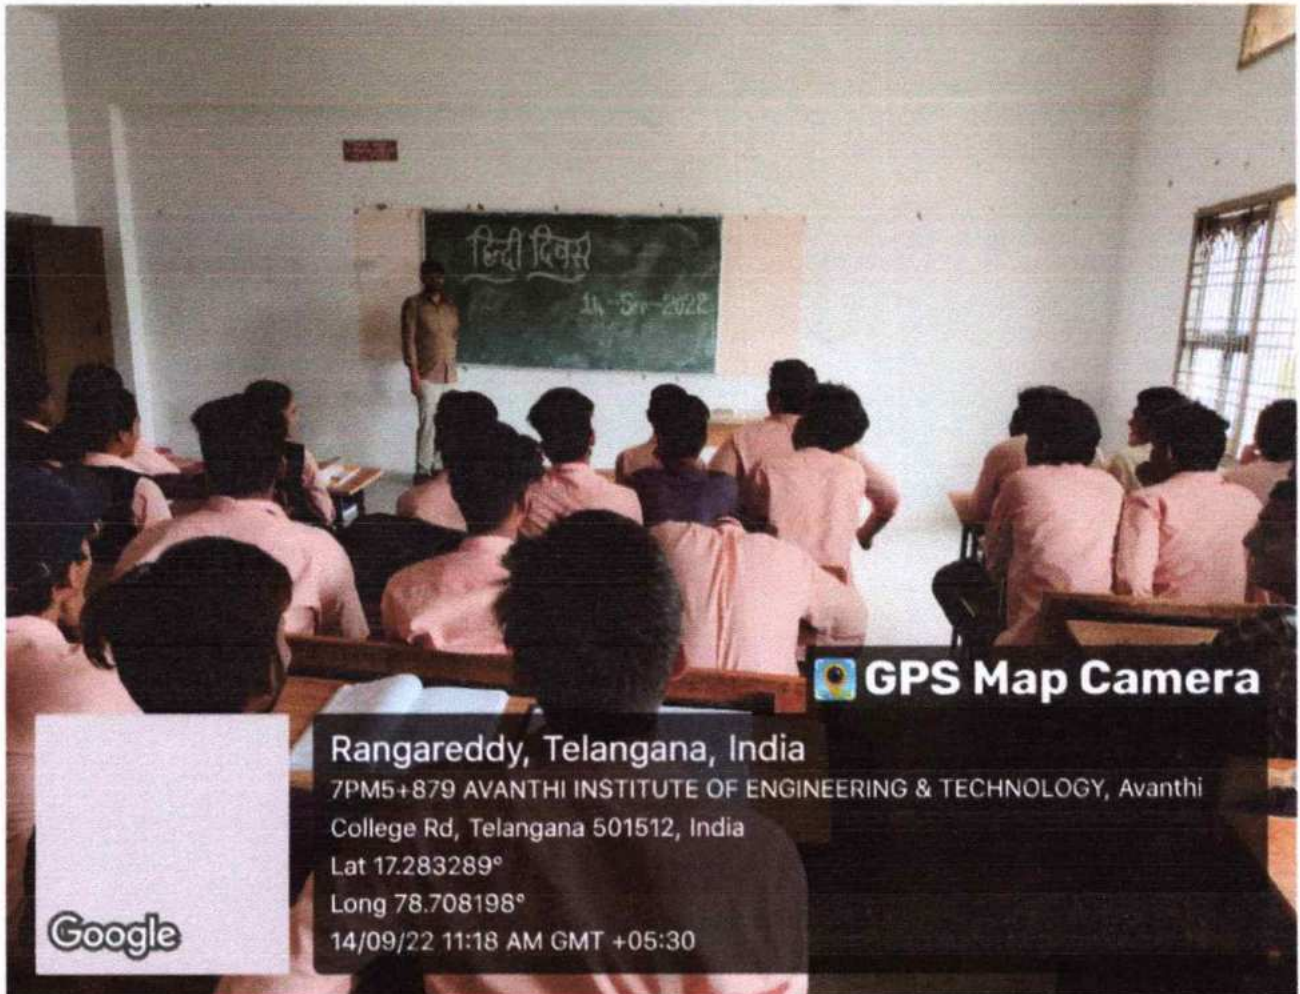 हिन्दी दिवस
14-Sep-2022
GPS Map Camera
Rangareddy, Telangana, India
7PM5+879 AVANTHI INSTITUTE OF ENGINEERING & TECHNOLOGY, Avanthi
College Rd, Telangana 501512, India
Lat 17.283289°
Long 78.708198°
14/09/22 11:18 AM GMT +05:30
Google